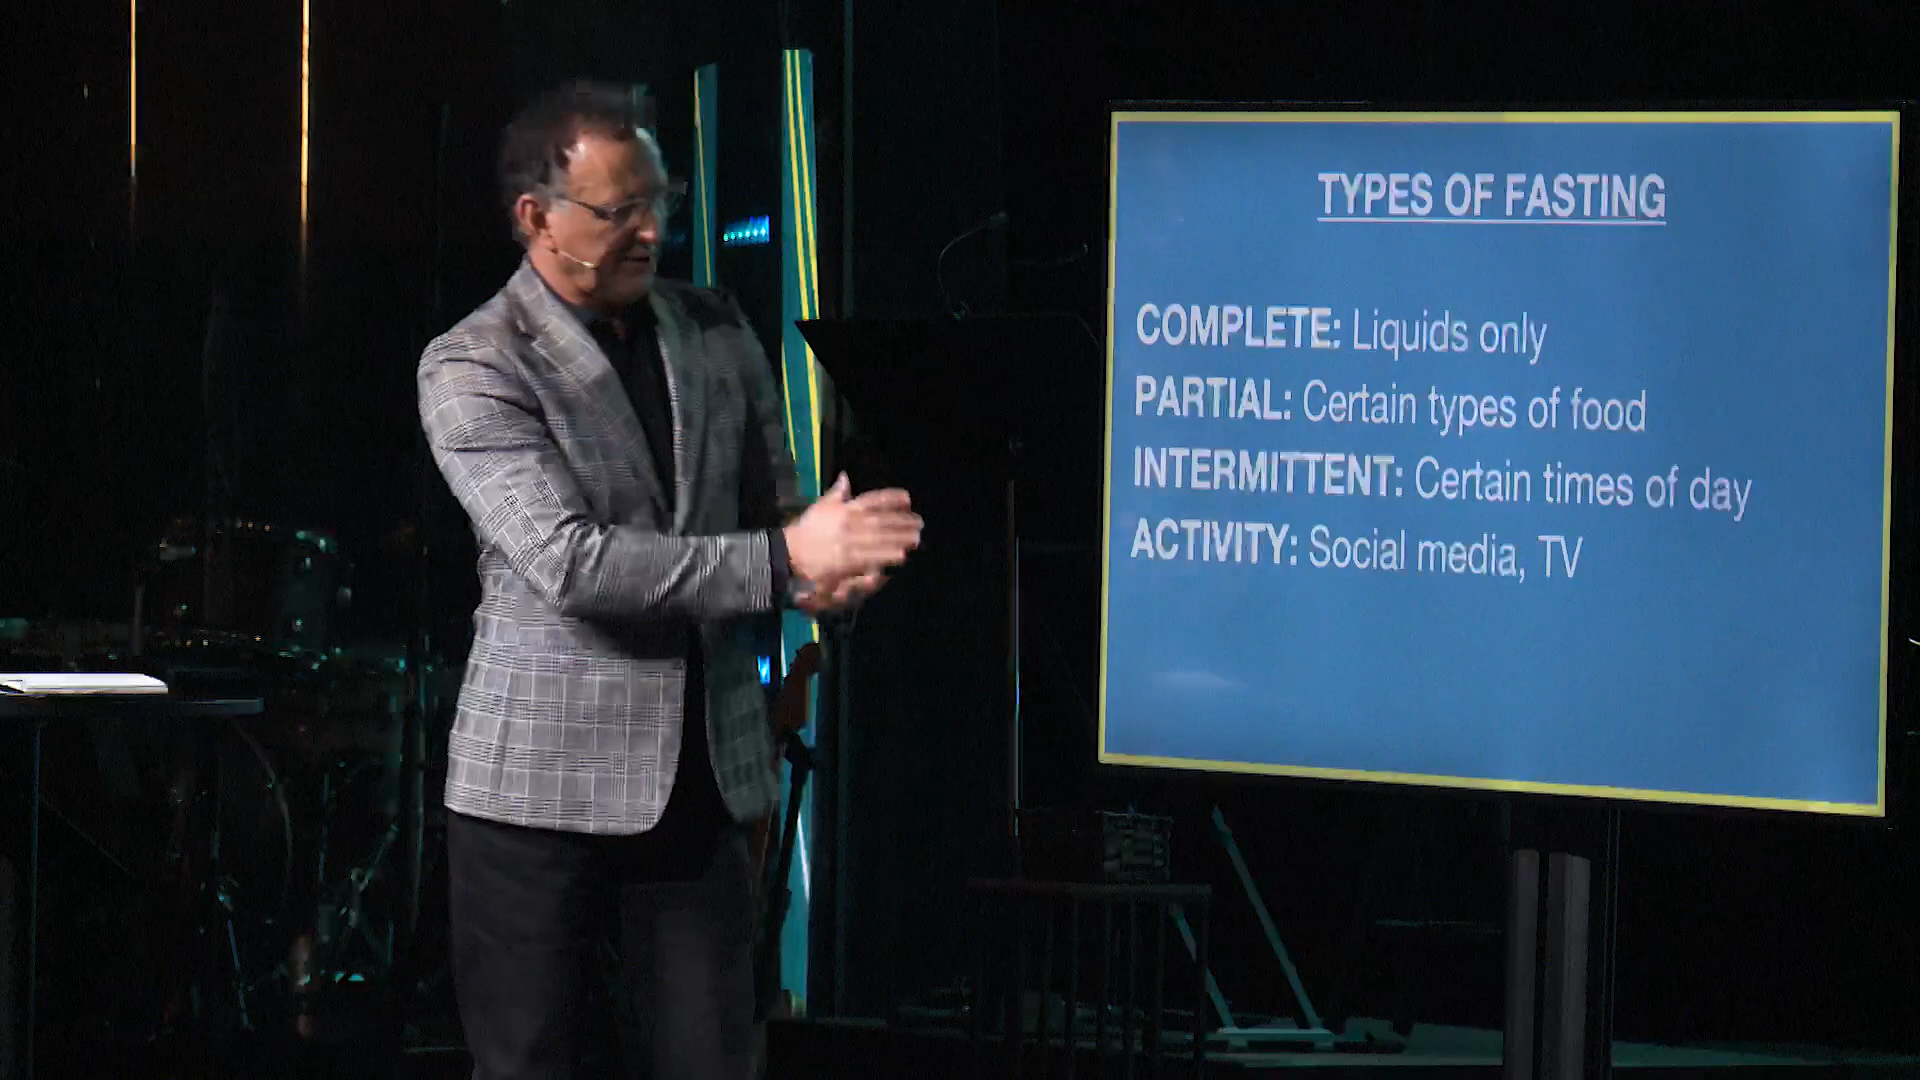 TYPES OF FASTING
COMPLETE: Liquids only
PARTIAL: Certain types of food
INTERMITTENT: Certain times of day
ACTIVITY: Social media, TV